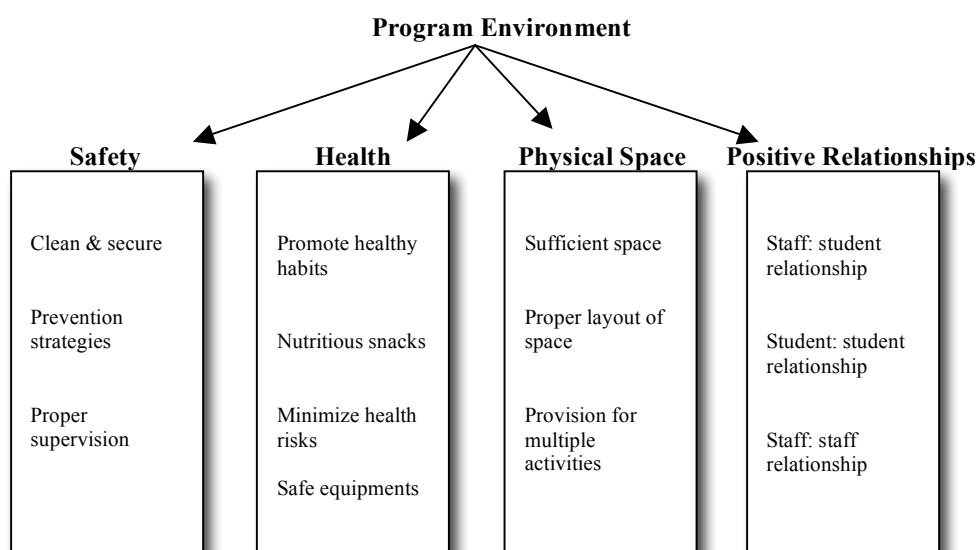 Program Environment
Safety
Clean & secure
Prevention
strategies
Proper
supervision
Health
Promote healthy
habits
Nutritious snacks
Minimize health
risks
Safe equipments
Physical Space
Sufficient space
Proper layout of
space
Provision for
multiple
activities
Positive Relationships
Staff: student
relationship
Student: student
relationship
Staff: staff
relationship